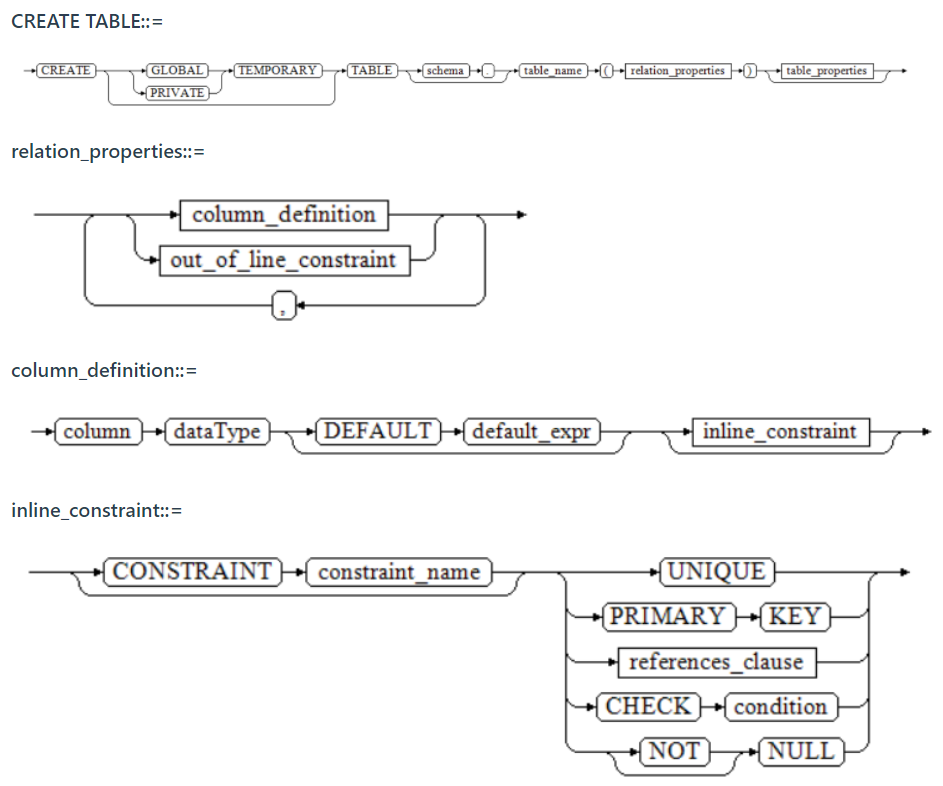 CREATE TABLE::=
CREATE GLOBAL TEMPORARY TABLE schema . table_name ( relation_properties ) table_properties
PRIVATE
relation_properties::=
column_definition
out_of_line_constraint
,
column_definition::=
column dataType DEFAULT default_expr inline_constraint
inline_constraint::=
CONSTRAINT constraint_name UNIQUE
PRIMARY KEY
references_clause
CHECK condition
NOT NULL